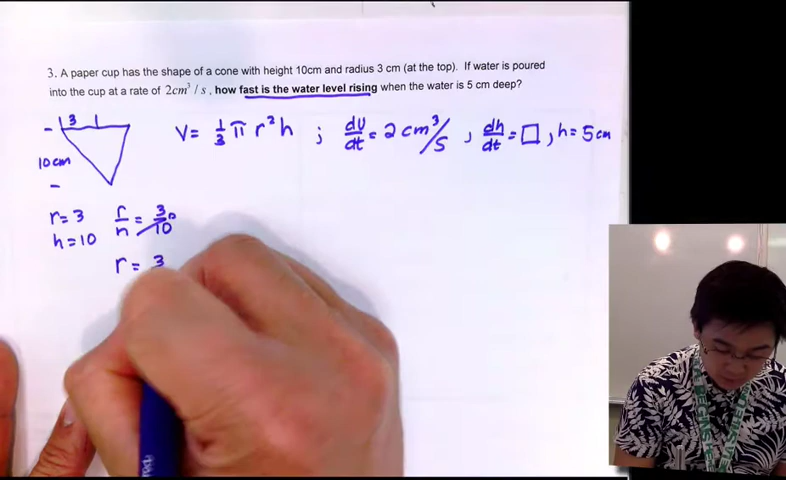 3. A paper cup has the shape of a cone with height 10cm and radius 3 cm (at the top). If water is poured
into the cup at a rate of 2cm³ / s , how fast is the water level rising when the water is 5 cm deep?
3
V = 1/3 π r² h ; dV/dt = 2 cm³/s , dh/dt = □ , h = 5 cm
10cm
r = 3 r/h = 3/10
h = 10
r = 3